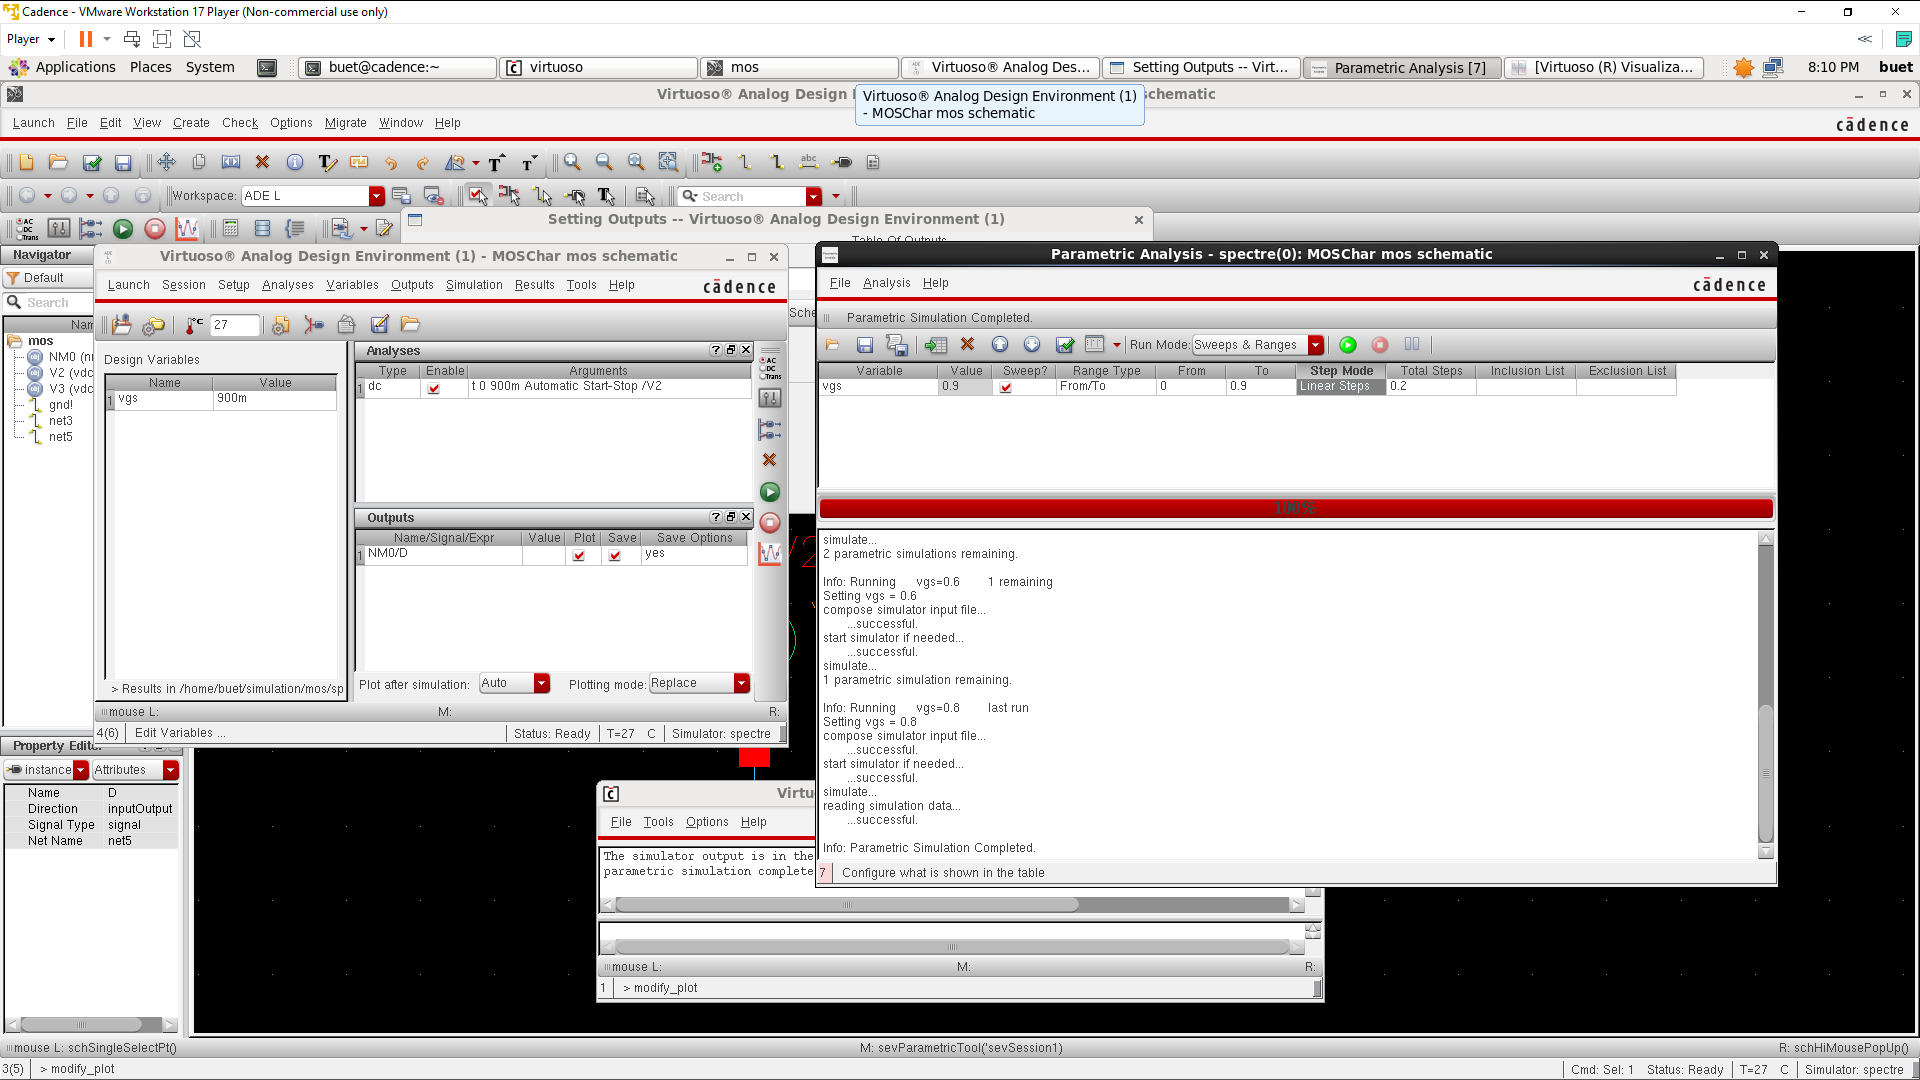 Cadence - VMware Workstation 17 Player (Non-commercial use only)
Player
Applications Places System buet@cadence:~ virtuoso mos Virtuoso® Analog Des... Setting Outputs -- Virt... Parametric Analysis [7] [Virtuoso (R) Visualiza... 8:10 PM buet
Virtuoso® Analog Design chematic
Virtuoso® Analog Design Environment (1)
- MOSChar mos schematic
Launch File Edit View Create Check Options Migrate Window Help
cādence
Workspace: ADE L
Search
Setting Outputs -- Virtuoso® Analog Design Environment (1)
Table Of Outputs
Navigator
Default
Search
mos
NM0
V2 (vdc
V3 (vdc
gnd!
net3
net5
Virtuoso® Analog Design Environment (1) - MOSChar mos schematic
Launch Session Setup Analyses Variables Outputs Simulation Results Tools Help
cādence
27
Design Variables
Name Value
1 vgs 900m
> Results in /home/buet/simulation/mos/sp
Analyses
Type Enable Arguments
1 dc t 0 900m Automatic Start-Stop /V2
AC
DC
Trans
Outputs
Name/Signal/Expr Value Plot Save Save Options
1 NM0/D yes
Plot after simulation: Auto Plotting mode: Replace
mouse L: M: R:
4(6) Edit Variables ... Status: Ready T=27 C Simulator: spectre
Parametric Analysis - spectre(0): MOSChar mos schematic
File Analysis Help
cādence
Parametric Simulation Completed.
Run Mode: Sweeps & Ranges
Variable Value Sweep? Range Type From To Step Mode Total Steps Inclusion List Exclusion List
vgs 0.9 From/To 0 0.9 Linear Steps 0.2
100%
simulate...
2 parametric simulations remaining.
Info: Running vgs=0.6 1 remaining
Setting vgs = 0.6
compose simulator input file...
...successful.
start simulator if needed...
...successful.
simulate...
1 parametric simulation remaining.
Info: Running vgs=0.8 last run
Setting vgs = 0.8
compose simulator input file...
...successful.
start simulator if needed...
...successful.
simulate...
reading simulation data...
...successful.
Info: Parametric Simulation Completed.
7 Configure what is shown in the table
Property Edito
instance Attributes
Name D
Direction inputOutput
Signal Type signal
Net Name net5
Virtu
File Tools Options Help
The simulator output is in the
parametric simulation complete
mouse L: M: R:
1 > modify_plot
mouse L: schSingleSelectPt() M: sevParametricTool('sevSession1) R: schHiMousePopUp()
3(5) > modify_plot Cmd: Sel: 1 Status: Ready T=27 C Simulator: spectre